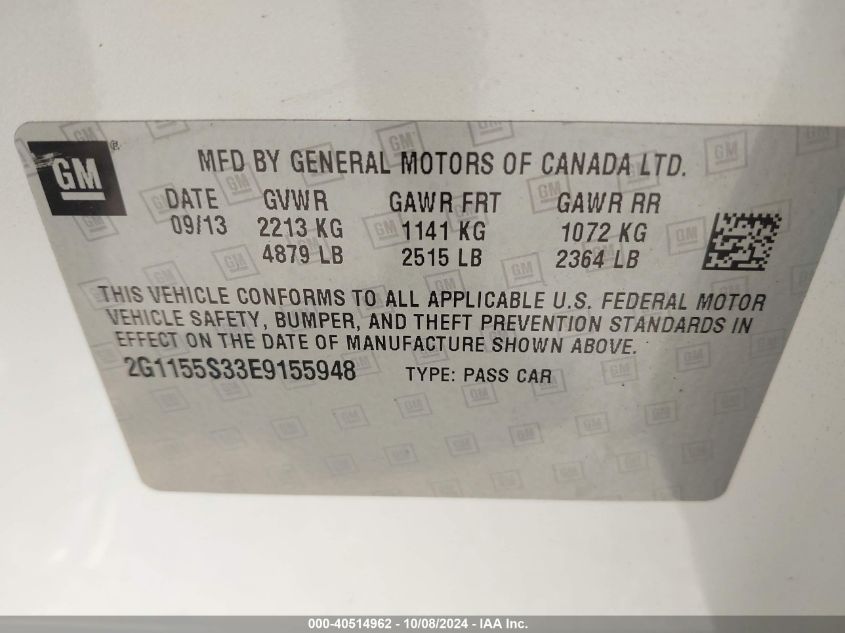 GM®
MFD BY GENERAL MOTORS OF CANADA LTD.
DATE GVWR GAWR FRT GAWR RR
09/13 2213 KG 1141 KG 1072 KG
4879 LB 2515 LB 2364 LB
THIS VEHICLE CONFORMS TO ALL APPLICABLE U.S. FEDERAL MOTOR
VEHICLE SAFETY, BUMPER, AND THEFT PREVENTION STANDARDS IN
EFFECT ON THE DATE OF MANUFACTURE SHOWN ABOVE.
2G1155S33E9155948 TYPE: PASS CAR
000-40514962 - 10/08/2024 - IAA Inc.